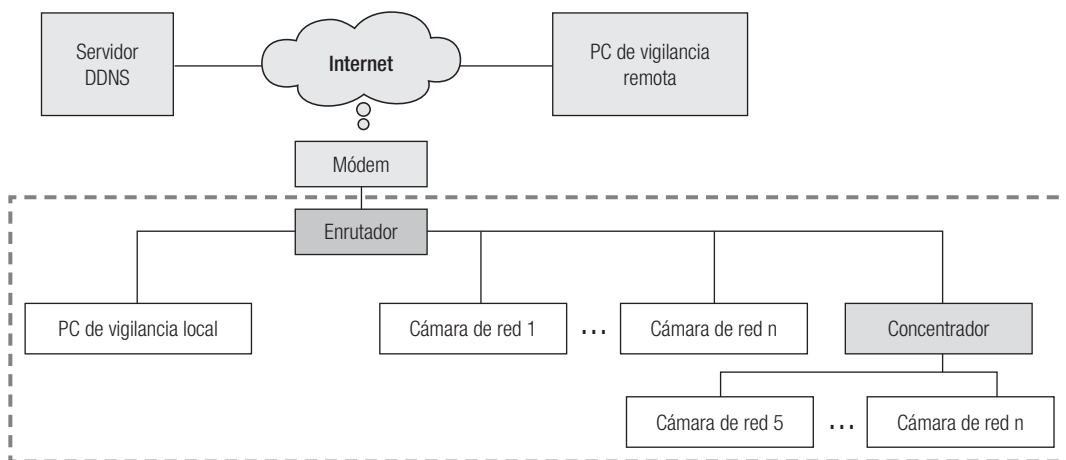 Servidor
DDNS
Internet
PC de vigilancia
remota
Módem
Enrutador
PC de vigilancia local
Cámara de red 1
...
Cámara de red n
Concentrador
Cámara de red 5
...
Cámara de red n